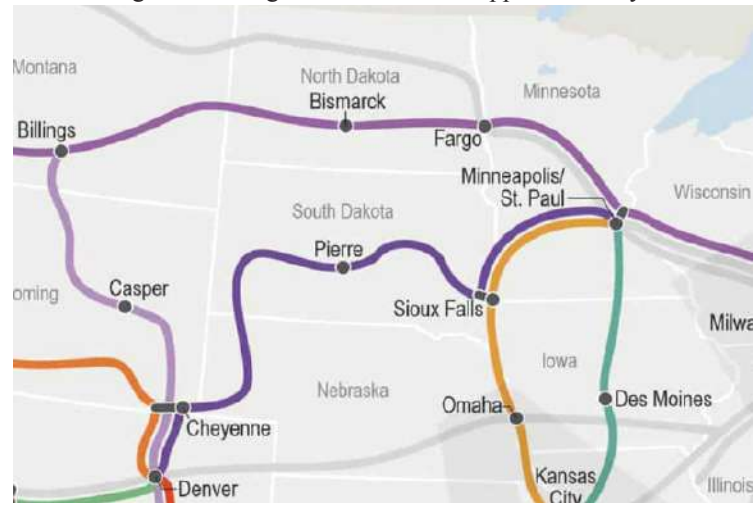 Montana
North Dakota
Bismarck
Minnesota
Billings
Fargo
Minneapolis/
St. Paul
Wisconsin
South Dakota
Pierre
oming
Casper
Sioux Falls
Milwa
Iowa
Nebraska
Omaha
Des Moines
Cheyenne
Kansas
City
Illinois
Denver